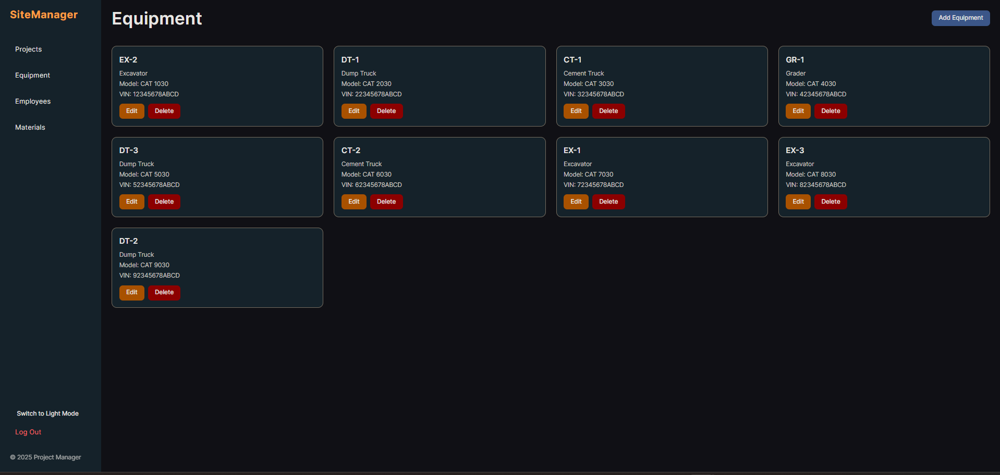 SiteManager
Projects
Equipment
Employees
Materials
Switch to Light Mode
Log Out
© 2025 Project Manager
Equipment
Add Equipment
EX-2
Excavator
Model: CAT 1030
VIN: 12345678ABCD
Edit Delete
DT-1
Dump Truck
Model: CAT 2030
VIN: 22345678ABCD
Edit Delete
CT-1
Cement Truck
Model: CAT 3030
VIN: 32345678ABCD
Edit Delete
GR-1
Grader
Model: CAT 4030
VIN: 42345678ABCD
Edit Delete
DT-3
Dump Truck
Model: CAT 5030
VIN: 52345678ABCD
Edit Delete
CT-2
Cement Truck
Model: CAT 6030
VIN: 62345678ABCD
Edit Delete
EX-1
Excavator
Model: CAT 7030
VIN: 72345678ABCD
Edit Delete
EX-3
Excavator
Model: CAT 8030
VIN: 82345678ABCD
Edit Delete
DT-2
Dump Truck
Model: CAT 9030
VIN: 92345678ABCD
Edit Delete